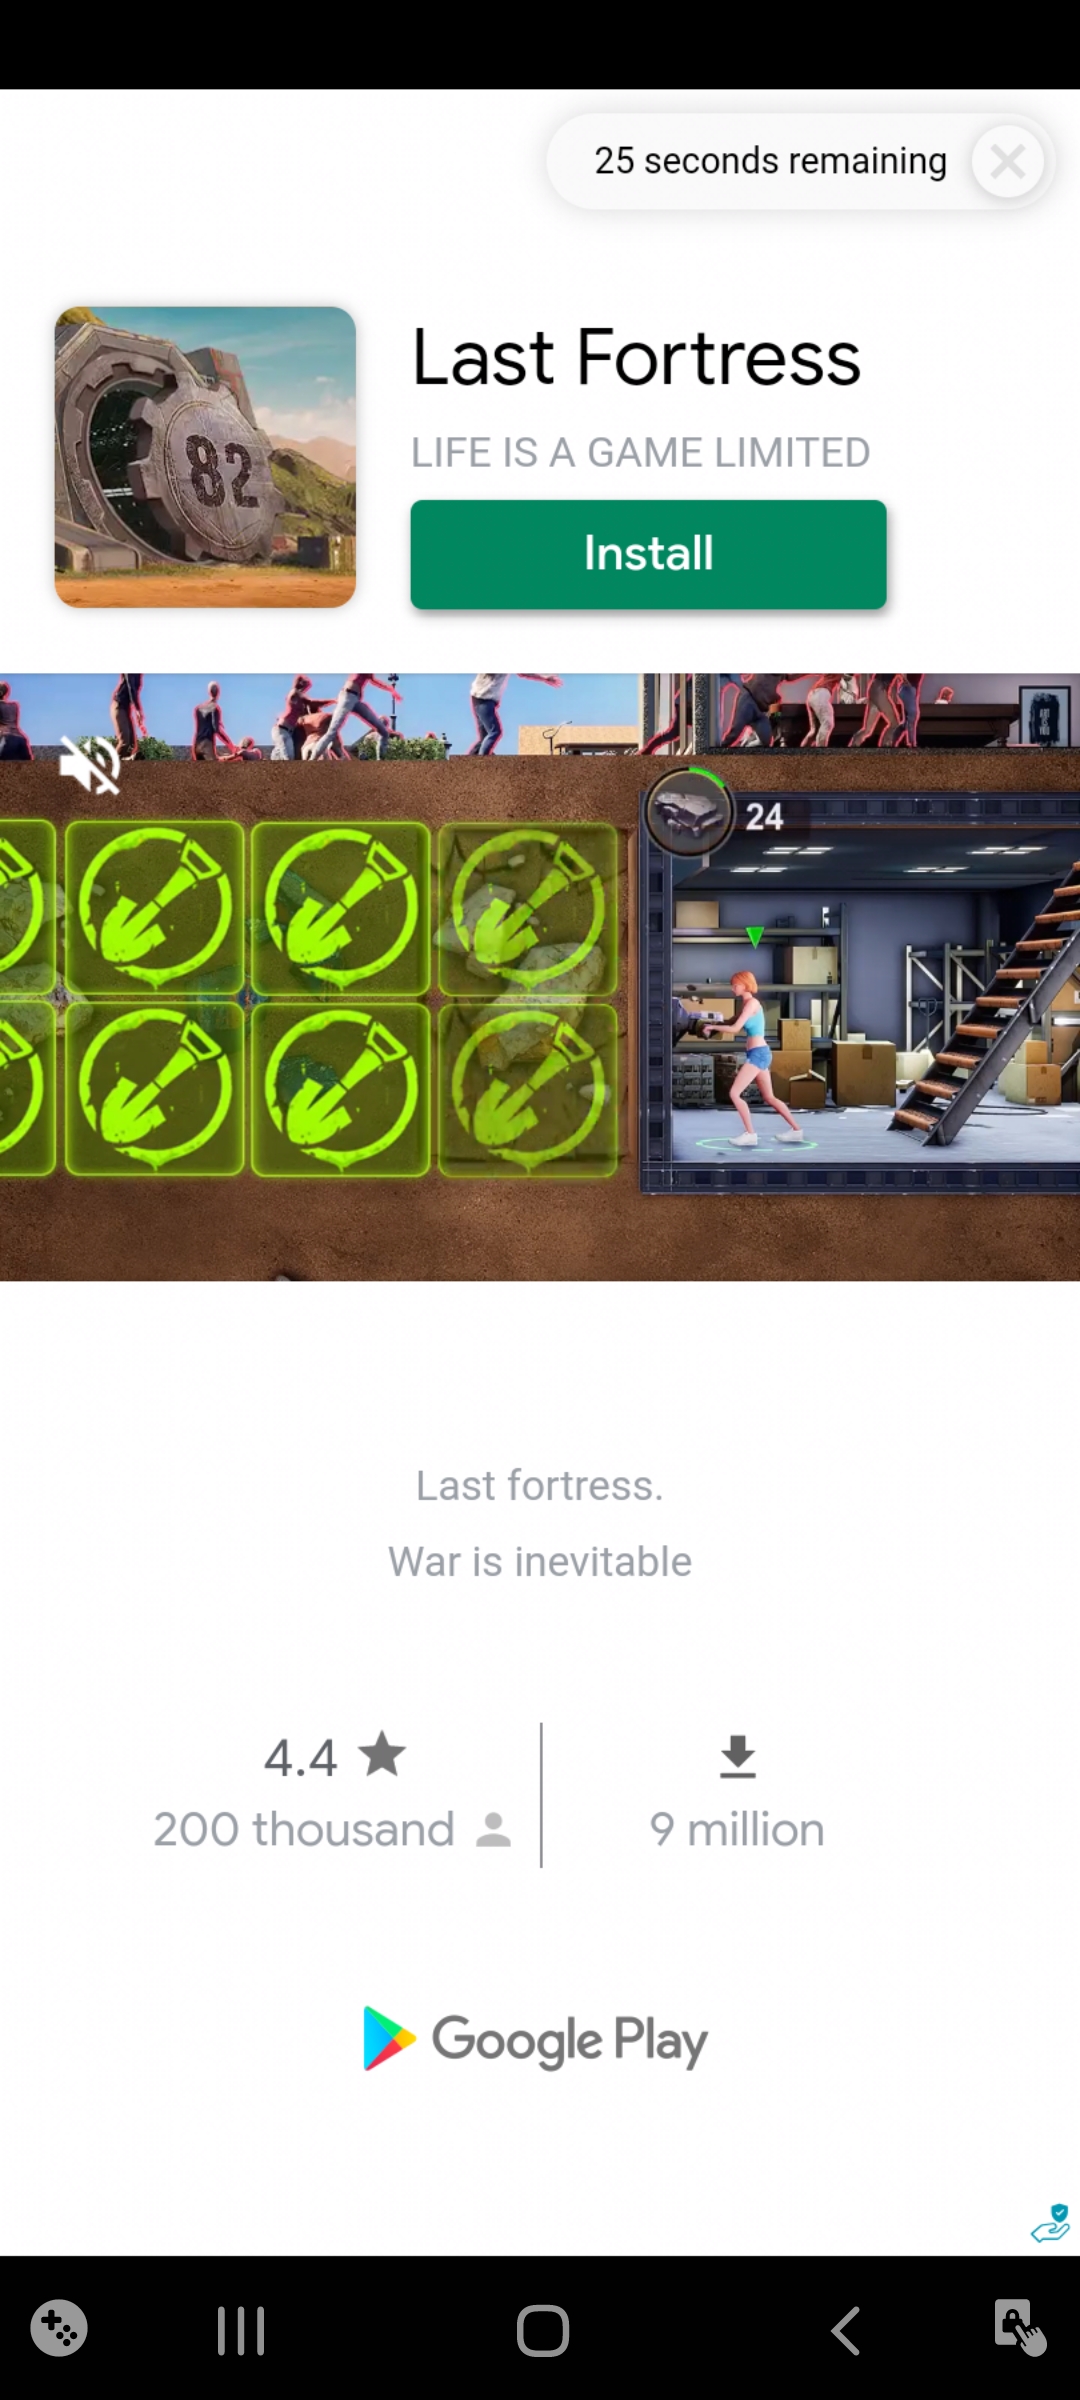 25 seconds remaining
82
Last Fortress
LIFE IS A GAME LIMITED
Install
24
Last fortress.
War is inevitable
4.4
200 thousand
9 million
Google Play